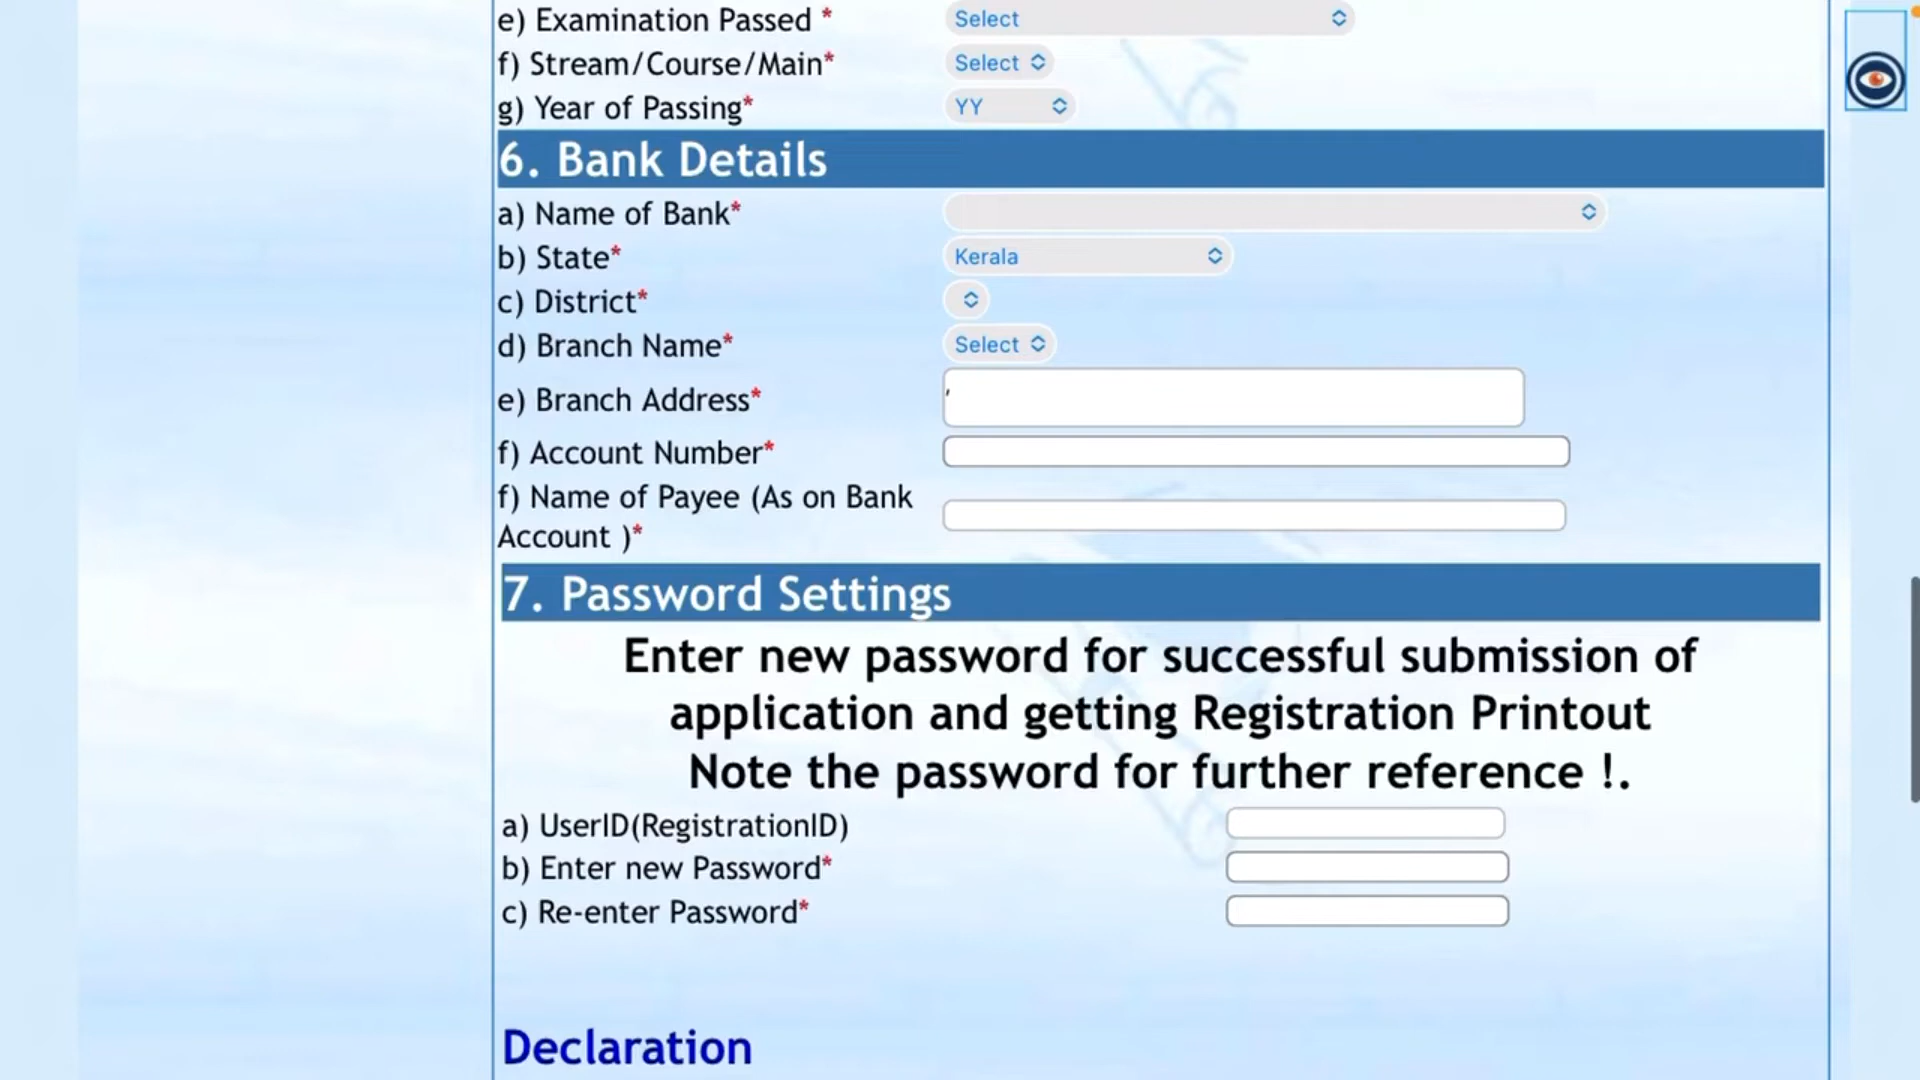 e) Examination Passed * Select
f) Stream/Course/Main* Select
g) Year of Passing* YY
6. Bank Details
a) Name of Bank*
b) State* Kerala
c) District*
d) Branch Name* Select
e) Branch Address* ,
f) Account Number*
f) Name of Payee (As on Bank
Account )*
7. Password Settings
Enter new password for successful submission of
application and getting Registration Printout
Note the password for further reference !.
a) UserID(RegistrationID)
b) Enter new Password*
c) Re-enter Password*
Declaration